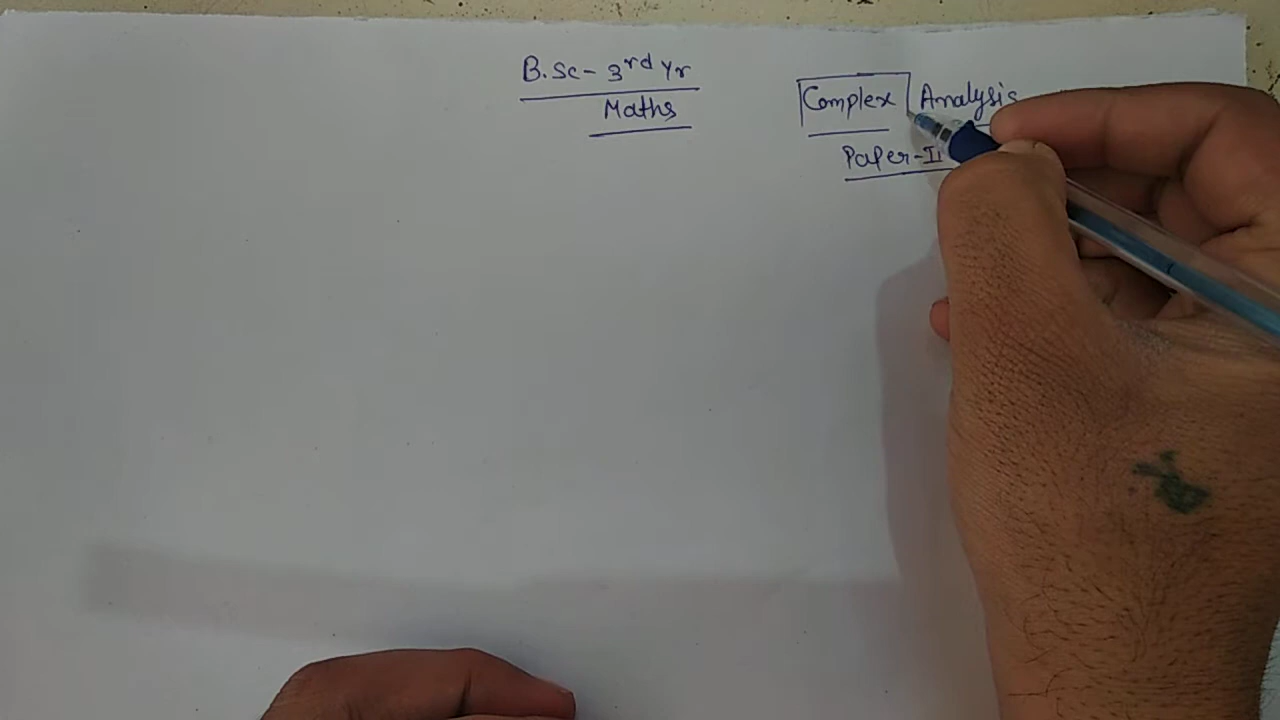 B.Sc- 3rd Yr
Maths
Complex Analysis
Paper-II